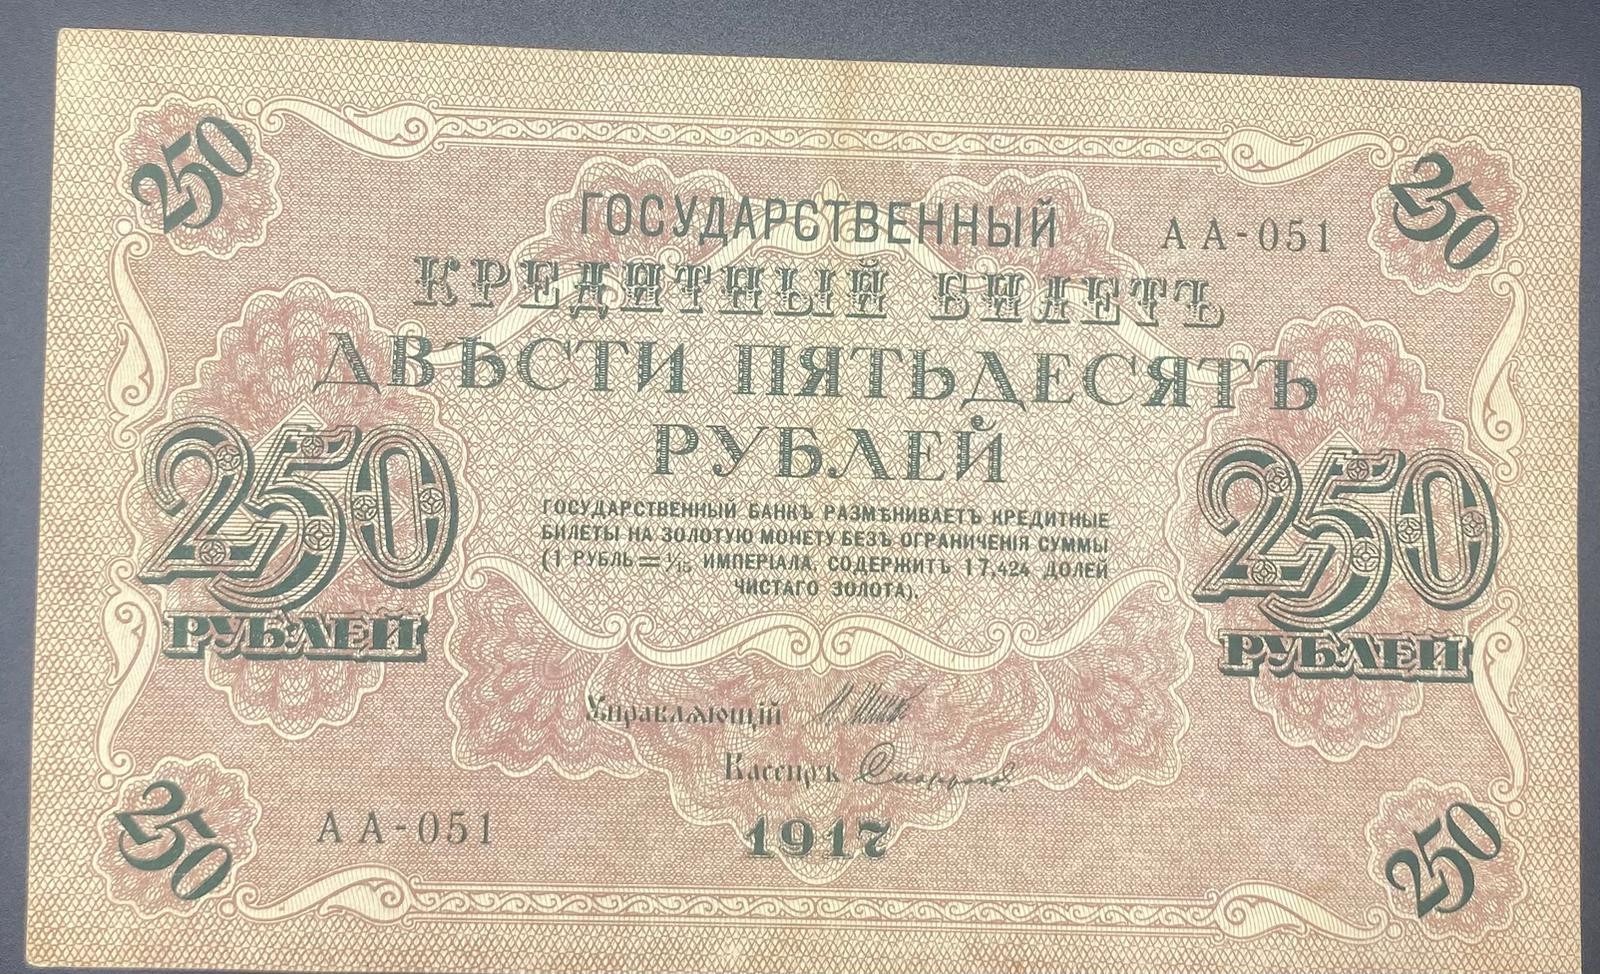 250
250
ГОСУДАРСТВЕННЫЙ
АА-051
КРЕДИТНЫЙ БИЛЕТЪ
ДВѢСТИ ПЯТЬДЕСЯТЪ
РУБЛЕЙ
250
РУБЛЕЙ
250
РУБЛЕЙ
ГОСУДАРСТВЕННЫЙ БАНКЪ РАЗМѢНИВАЕТЪ КРЕДИТНЫЕ
БИЛЕТЫ НА ЗОЛОТУЮ МОНЕТУ БЕЗЪ ОГРАНИЧЕНІЯ СУММЫ
(1 РУБЛЬ = 1/15 ИМПЕРІАЛА, СОДЕРЖИТЪ 17,424 ДОЛЕЙ
ЧИСТАГО ЗОЛОТА).
Управляющій
Кассиръ
1917
АА-051
250
250